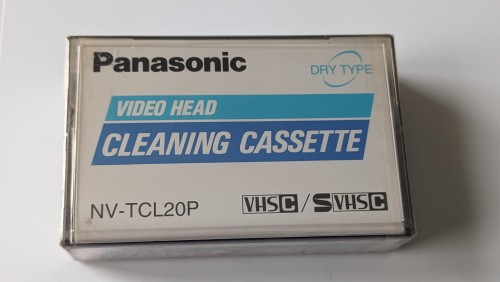 Panasonic
DRY TYPE
VIDEO HEAD
CLEANING CASSETTE
NV-TCL20P
VHSC / SVHSC